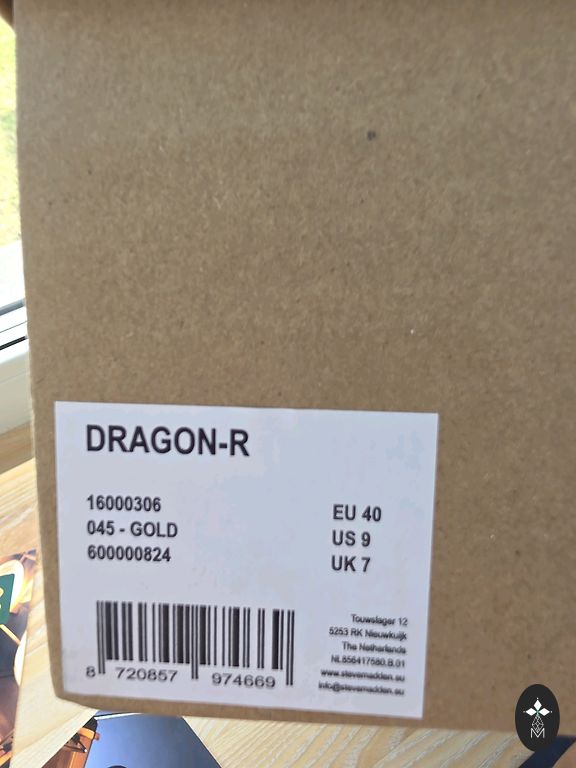 DRAGON-R
16000306
045 - GOLD
600000824
EU 40
US 9
UK 7
8 720857 974669
Touwslager 12
5253 RK Nieuwkuijk
The Netherlands
NL856417580.B.01
www.stevemadden.eu
info@stevemadden.eu
M